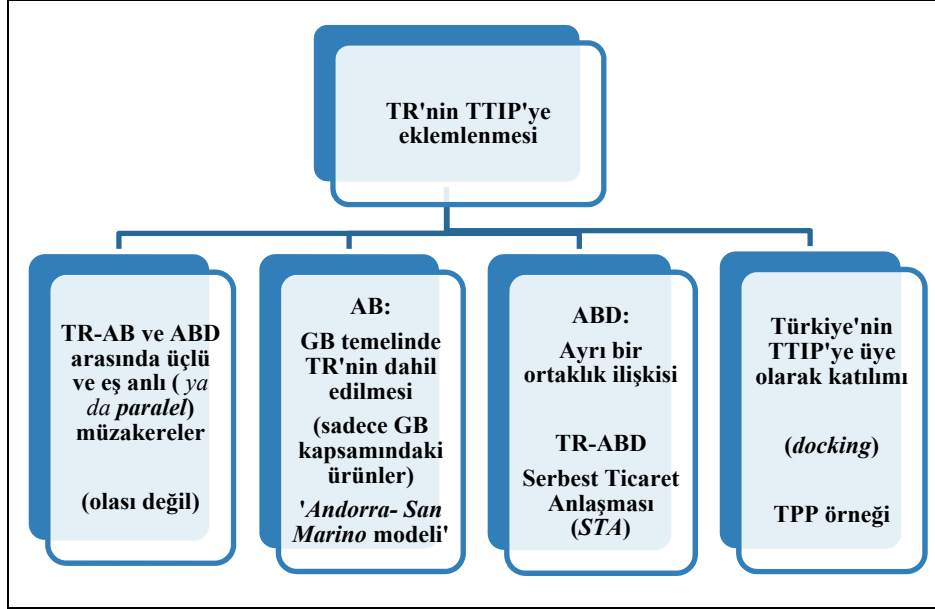 TR'nin TTIP'ye
eklemlenmesi
TR-AB ve ABD
arasında üçlü
ve eş anlı ( ya
da paralel)
müzakereler
(olası değil)
AB:
GB temelinde
TR'nin dahil
edilmesi
(sadece GB
kapsamındaki
ürünler)
'Andorra- San
Marino modeli'
ABD:
Ayrı bir
ortaklık ilişkisi
TR-ABD
Serbest Ticaret
Anlaşması
(STA)
Türkiye'nin
TTIP'ye üye
olarak katılımı
(docking)
TPP örneği